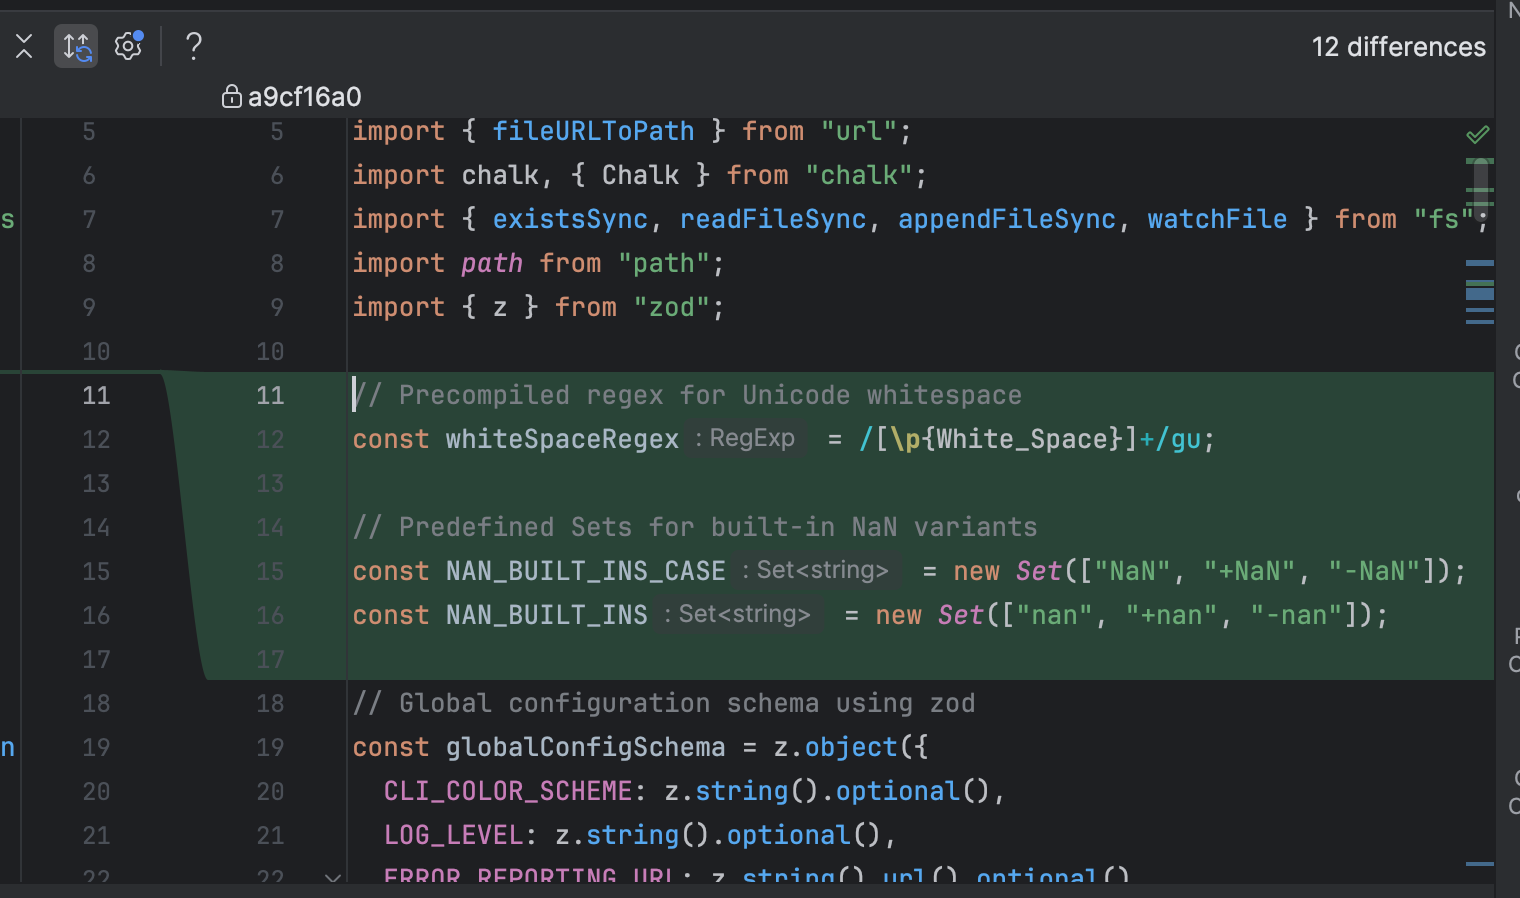 ?
12 differences
a9cf16a0
5 5 import { fileURLToPath } from "url";
6 6 import chalk, { Chalk } from "chalk";
s 7 7 import { existsSync, readFileSync, appendFileSync, watchFile } from "fs";
8 8 import path from "path";
9 9 import { z } from "zod";
10 10
11 11 // Precompiled regex for Unicode whitespace
12 12 const whiteSpaceRegex : RegExp = /[\p{White_Space}]+/gu;
13 13
14 14 // Predefined Sets for built-in NaN variants
15 15 const NAN_BUILT_INS_CASE : Set<string> = new Set(["NaN", "+NaN", "-NaN"]);
16 16 const NAN_BUILT_INS : Set<string> = new Set(["nan", "+nan", "-nan"]);
17 17
18 18 // Global configuration schema using zod
n 19 19 const globalConfigSchema = z.object({
20 20 CLI_COLOR_SCHEME: z.string().optional(),
21 21 LOG_LEVEL: z.string().optional(),
22 22 ERROR_REPORTING_URL: z.string().url().optional()